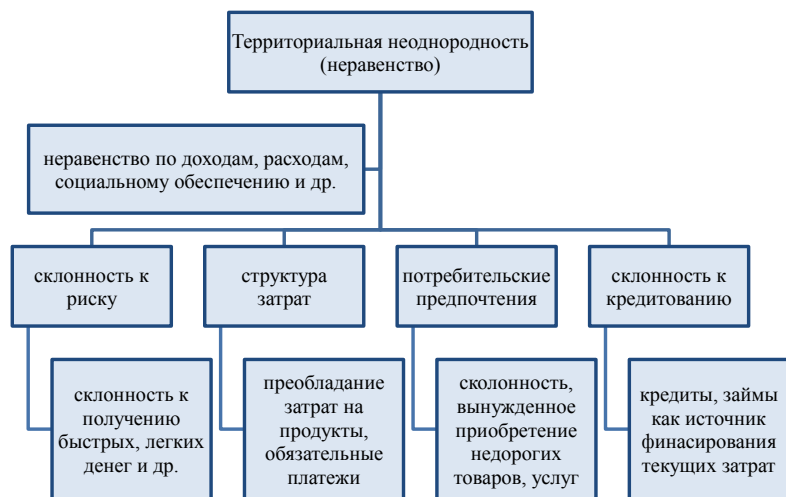 Территориальная неоднородность
(неравенство)
неравенство по доходам, расходам,
социальному обеспечению и др.
склонность к
риску
структура
затрат
потребительские
предпочтения
склонность к
кредитованию
склонность к
получению
быстрых, легких
денег и др.
преобладание
затрат на
продукты,
обязательные
платежи
сколонность,
вынужденное
приобретение
недорогих
товаров, услуг
кредиты, займы
как источник
финасирования
текущих затрат